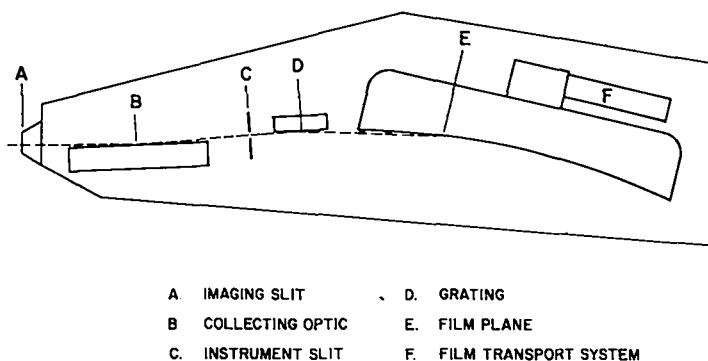 A
B
C
D
E
F
A. IMAGING SLIT
B COLLECTING OPTIC
C. INSTRUMENT SLIT
D. GRATING
E. FILM PLANE
F. FILM TRANSPORT SYSTEM